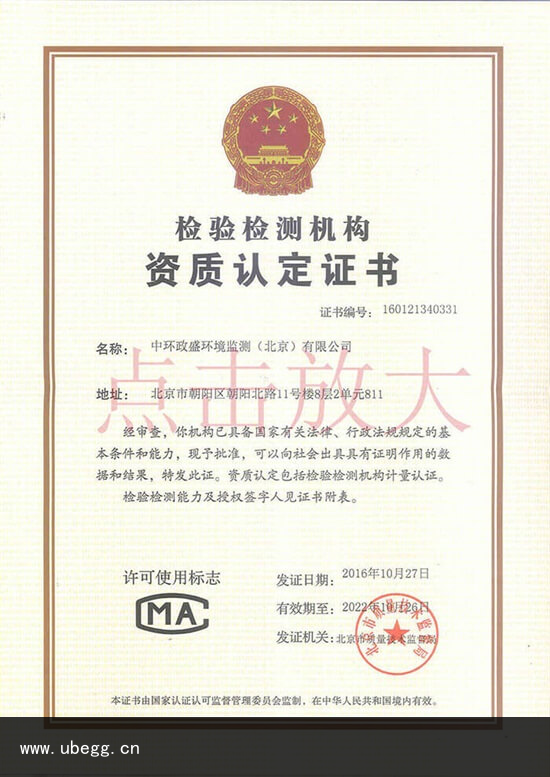 检验检测机构
资质认定证书
证书编号: 160121340331
名称: 中环政盛环境监测(北京)有限公司
点击放大
地址: 北京市朝阳区朝阳北路11号楼8层2单元811
经审查,你机构已具备国家有关法律、行政法规规定的基
本条件和能力,现予批准,可以向社会出具具有证明作用的数
据和结果,特发此证。资质认定包括检验检测机构计量认证。
检验检测能力及授权签字人见证书附表。
许可使用标志
MA
发证日期: 2016年10月27日
有效期至: 2022年10月26日
发证机关: 北京市质量技术监督局
北京市质量技术监督局
本证书由国家认证认可监督管理委员会监制,在中华人民共和国境内有效。
www.ubegg.cn